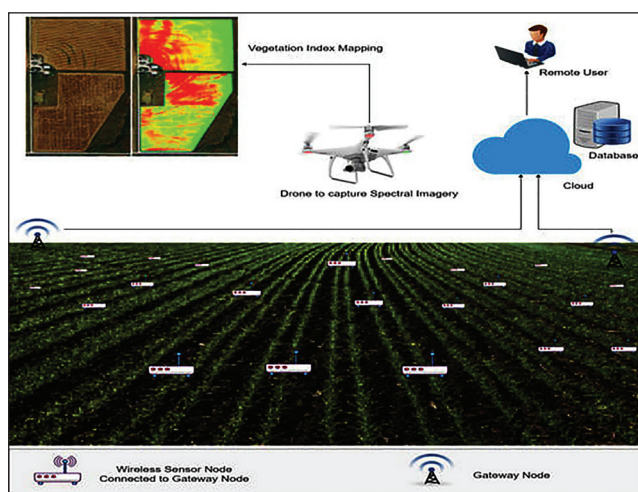 Vegetation Index Mapping
Remote User
Database
Drone to capture Spectral Imagery
Cloud
Wireless Sensor Node
Connected to Gateway Node
Gateway Node